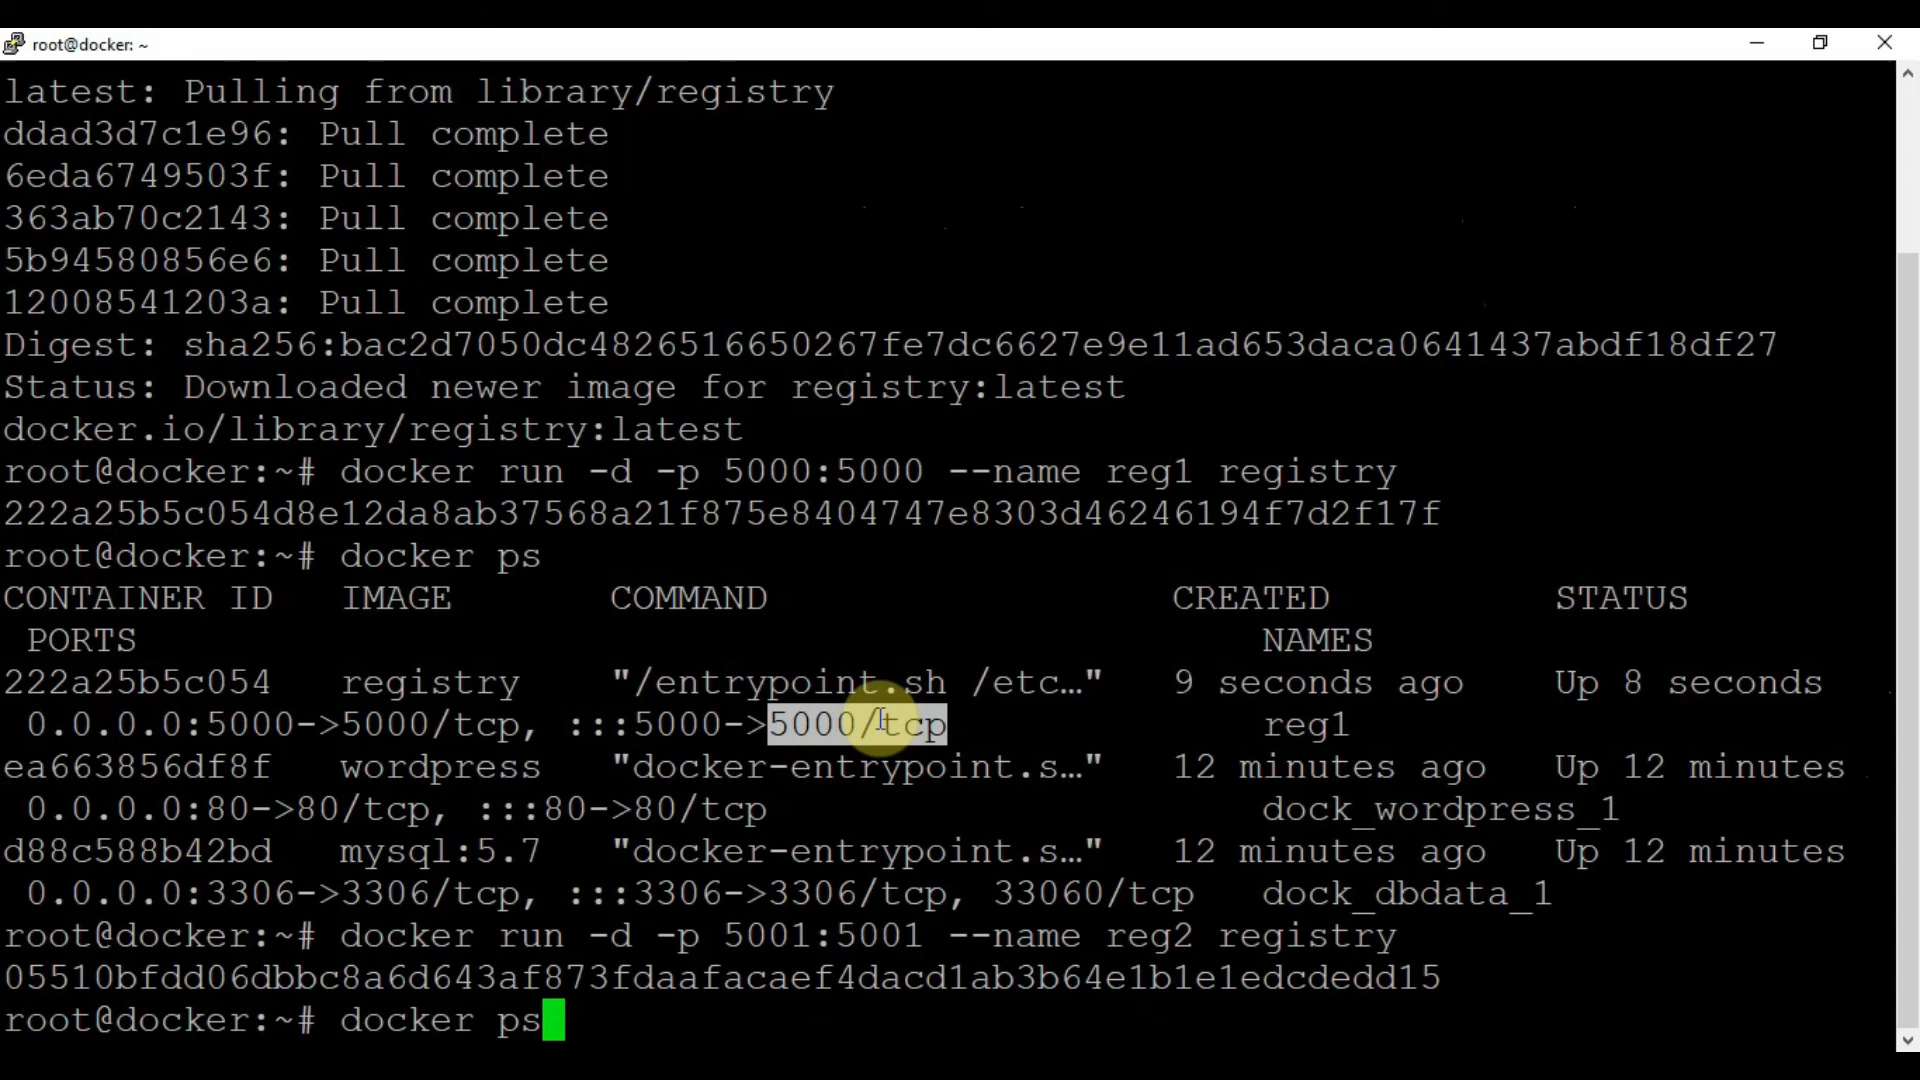 root@docker: ~
latest: Pulling from library/registry
ddad3d7c1e96: Pull complete
6eda6749503f: Pull complete
363ab70c2143: Pull complete
5b94580856e6: Pull complete
12008541203a: Pull complete
Digest: sha256:bac2d7050dc4826516650267fe7dc6627e9e11ad653daca0641437abdf18df27
Status: Downloaded newer image for registry:latest
docker.io/library/registry:latest
root@docker:~# docker run -d -p 5000:5000 --name reg1 registry
222a25b5c054d8e12da8ab37568a21f875e8404747e8303d46246194f7d2f17f
root@docker:~# docker ps
CONTAINER ID   IMAGE       COMMAND                  CREATED          STATUS
 PORTS                                                  NAMES
222a25b5c054   registry    "/entrypoint.sh /etc…"   9 seconds ago    Up 8 seconds
 0.0.0.0:5000->5000/tcp, :::5000->5000/tcp              reg1
ea663856df8f   wordpress   "docker-entrypoint.s…"   12 minutes ago   Up 12 minutes
 0.0.0.0:80->80/tcp, :::80->80/tcp                      dock_wordpress_1
d88c588b42bd   mysql:5.7   "docker-entrypoint.s…"   12 minutes ago   Up 12 minutes
 0.0.0.0:3306->3306/tcp, :::3306->3306/tcp, 33060/tcp   dock_dbdata_1
root@docker:~# docker run -d -p 5001:5001 --name reg2 registry
05510bfdd06dbbc8a6d643af873fdaafacaef4dacd1ab3b64e1b1e1edcdedd15
root@docker:~# docker ps